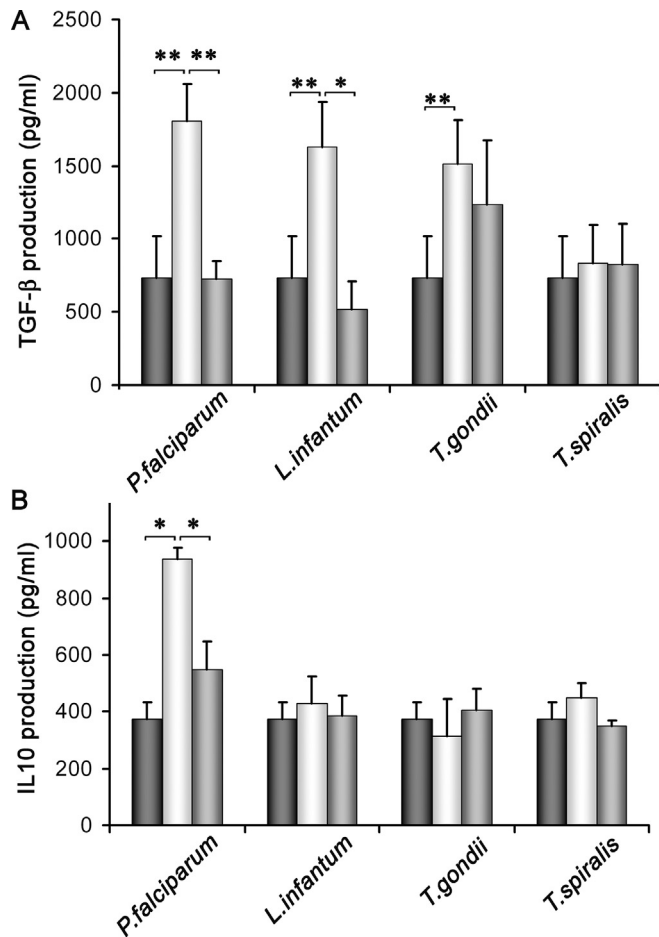 A
TGF-β production (pg/ml)
2500
2000
1500
1000
500
0
** **
** *
**
P.falciparum
L.infantum
T.gondii
T.spiralis
B
IL10 production (pg/ml)
1000
800
600
400
200
0
* *
P.falciparum
L.infantum
T.gondii
T.spiralis